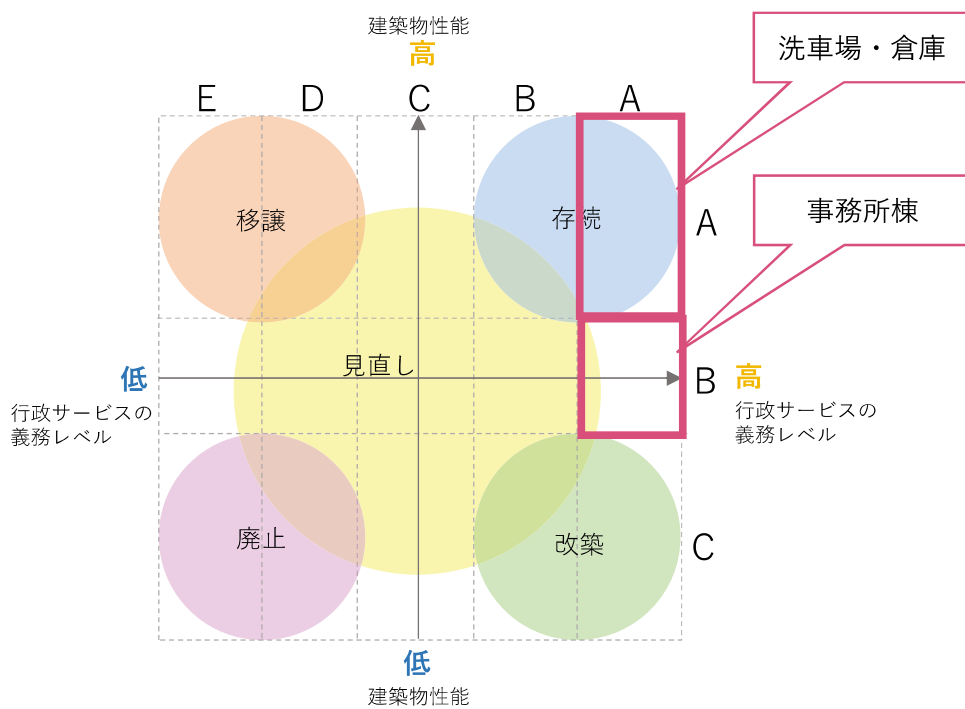 建築物性能
高
洗車場・倉庫
E D C B A
移譲
存続
A
事務所棟
見直し
低
行政サービスの
義務レベル
B
高
行政サービスの
義務レベル
廃止
改築
C
低
建築物性能